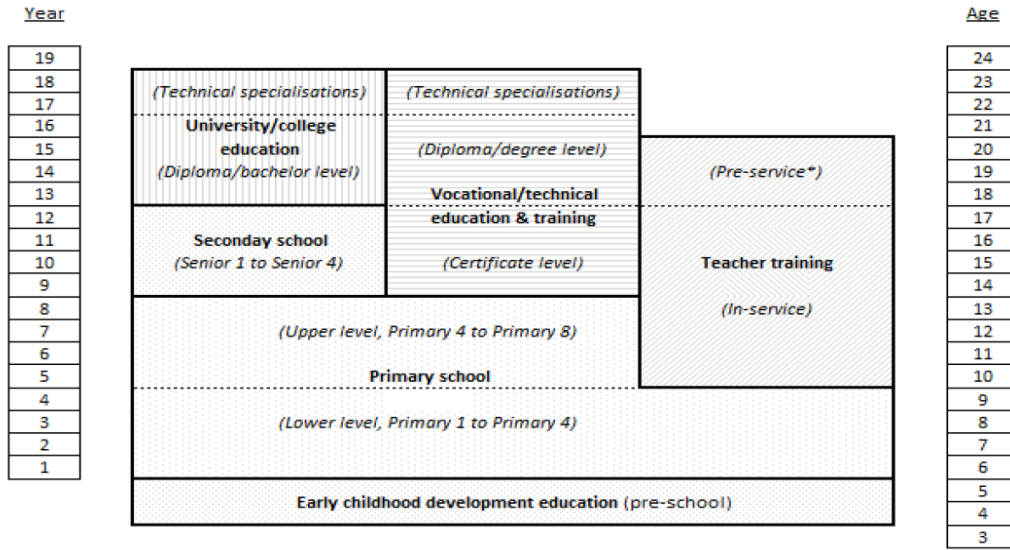 Year
Age
19
24
18
(Technical specialisations)
(Technical specialisations)
23
17
22
16
University/college
21
15
education
(Diploma/degree level)
20
14
(Diploma/bachelor level)
(Pre-service*)
19
13
Vocational/technical
18
12
education & training
17
11
Seconday school
16
10
(Senior 1 to Senior 4)
(Certificate level)
Teacher training
15
9
14
8
(In-service)
13
7
(Upper level, Primary 4 to Primary 8)
12
6
11
5
Primary school
10
4
9
3
(Lower level, Primary 1 to Primary 4)
8
2
7
1
6
5
Early childhood development education (pre-school)
4
3